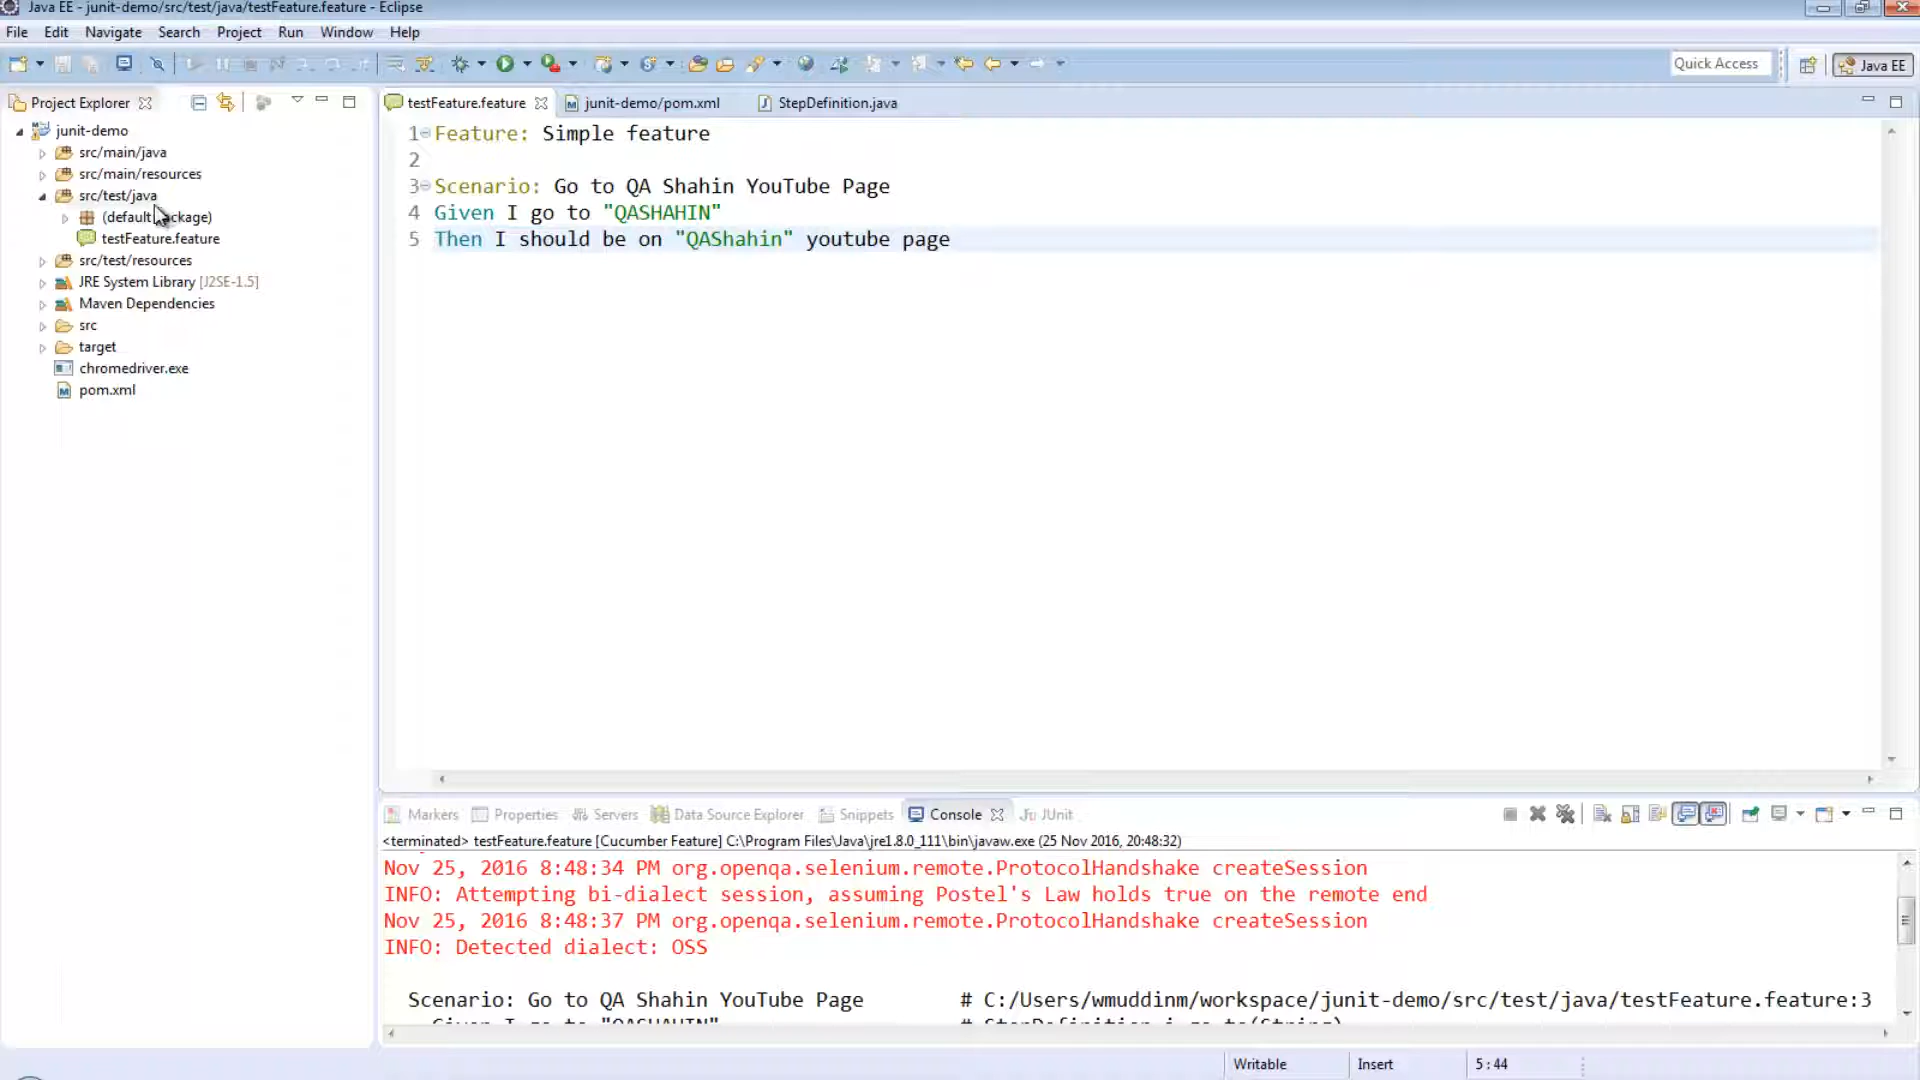 Java EE - junit-demo/src/test/java/testFeature.feature - Eclipse
File Edit Navigate Search Project Run Window Help
Quick Access
Java EE
Project Explorer
testFeature.feature
junit-demo/pom.xml
StepDefinition.java
junit-demo
src/main/java
src/main/resources
src/test/java
(default package)
testFeature.feature
src/test/resources
JRE System Library [J2SE-1.5]
Maven Dependencies
src
target
chromedriver.exe
pom.xml
1 Feature: Simple feature
2
3 Scenario: Go to QA Shahin YouTube Page
4 Given I go to "QASHAHIN"
5 Then I should be on "QAShahin" youtube page
Markers Properties Servers Data Source Explorer Snippets Console JUnit
<terminated> testFeature.feature [Cucumber Feature] C:\Program Files\Java\jre1.8.0_111\bin\javaw.exe (25 Nov 2016, 20:48:32)
Nov 25, 2016 8:48:34 PM org.openqa.selenium.remote.ProtocolHandshake createSession
INFO: Attempting bi-dialect session, assuming Postel's Law holds true on the remote end
Nov 25, 2016 8:48:37 PM org.openqa.selenium.remote.ProtocolHandshake createSession
INFO: Detected dialect: OSS
Scenario: Go to QA Shahin YouTube Page # C:/Users/wmuddinm/workspace/junit-demo/src/test/java/testFeature.feature:3
Given I go to "QASHAHIN" # StepDefinition.i_go_to(String)
Writable Insert 5:44